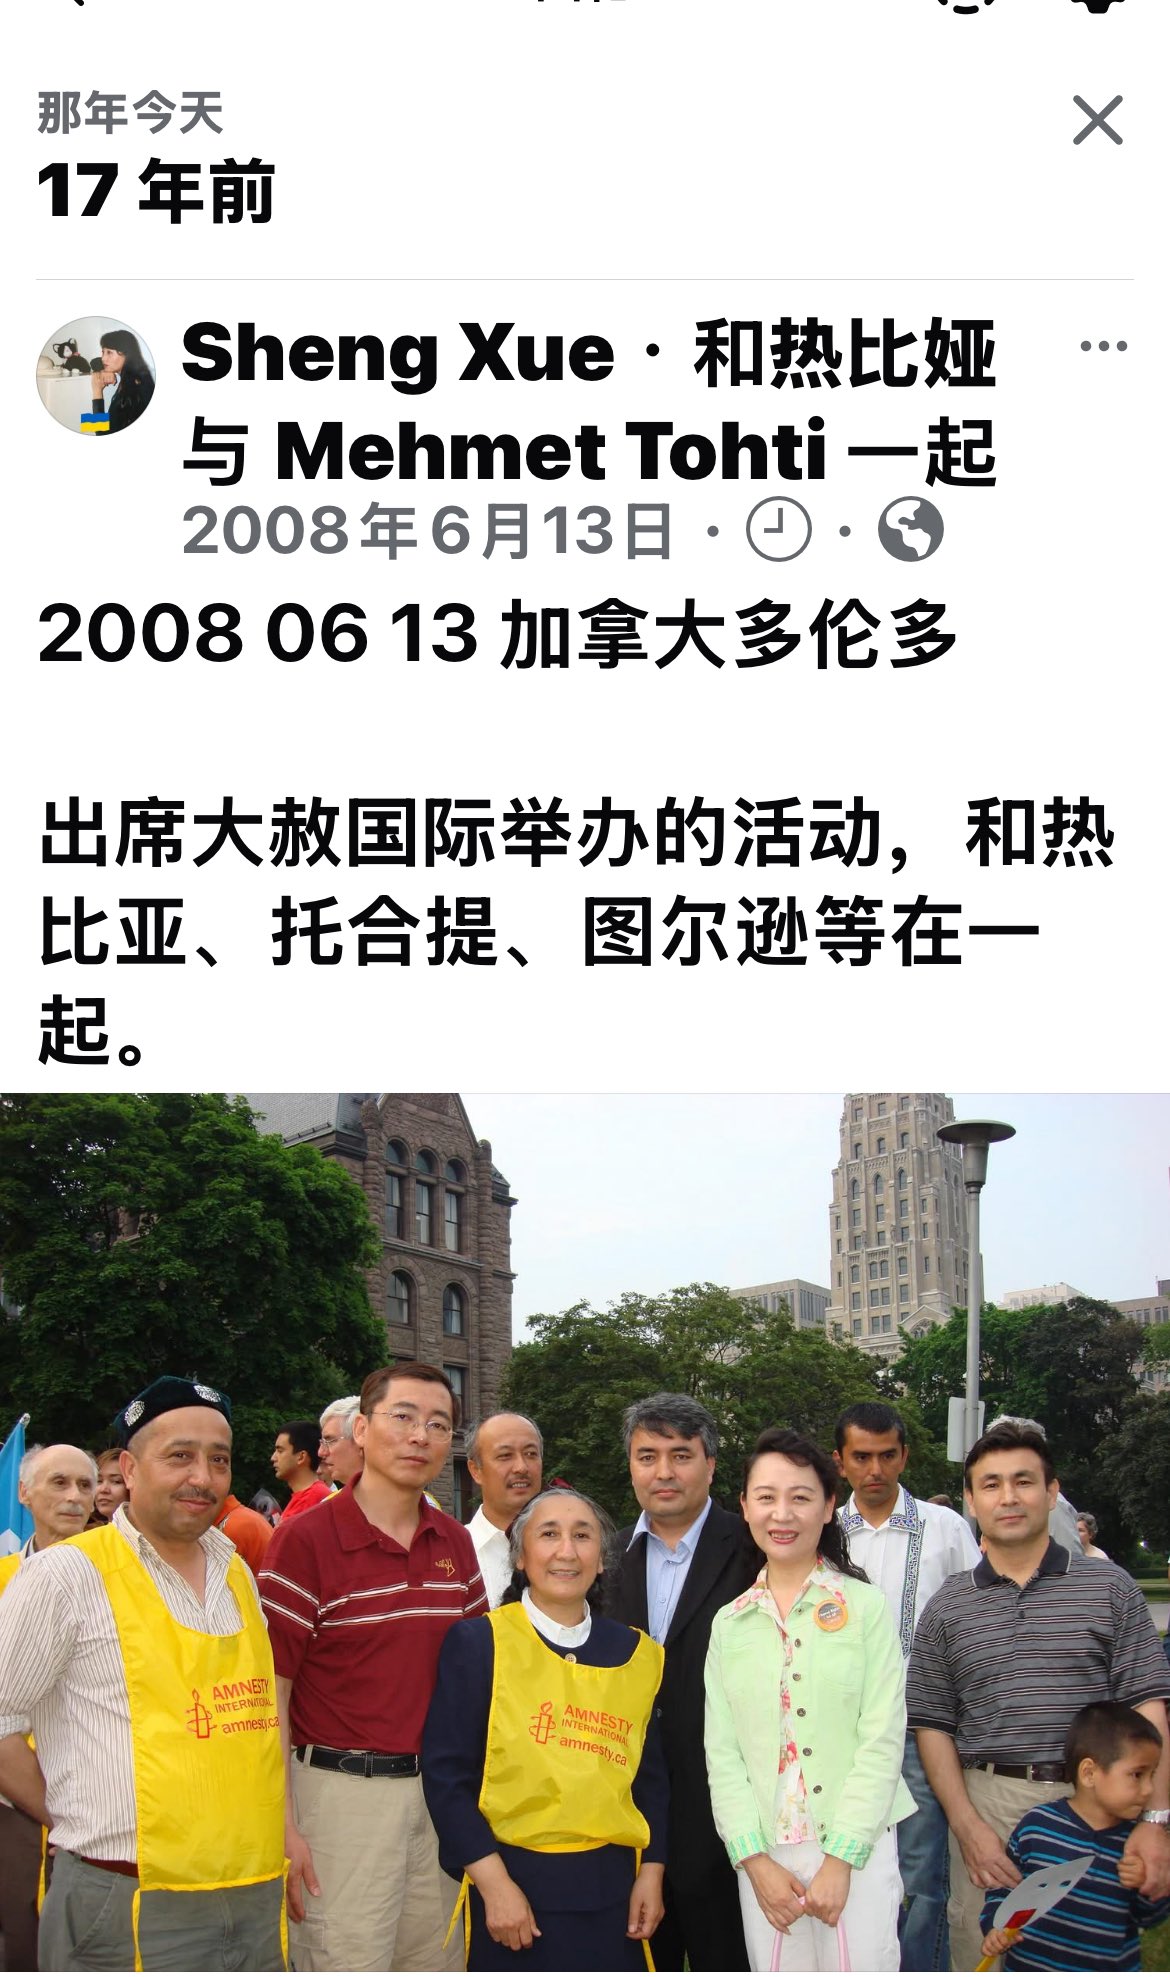 那年今天
17 年前
Sheng Xue · 和热比娅
与 Mehmet Tohti 一起
2008年6月13日
2008 06 13 加拿大多伦多
出席大赦国际举办的活动，和热
比亚、托合提、图尔逊等在一
起。
AMNESTY
INTERNATIONAL
amnesty.ca
AMNESTY
INTERNATIONAL
amnesty.ca